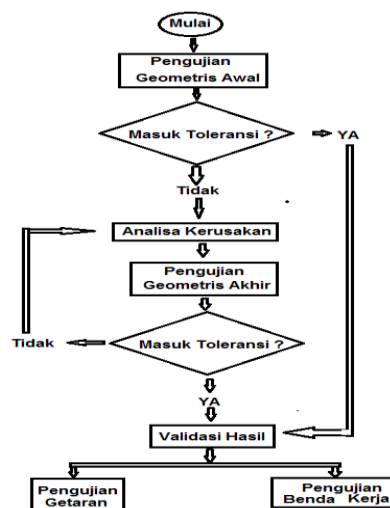 Mulai
Pengujian
Geometris Awal
Masuk Toleransi ?
YA
Tidak
Analisa Kerusakan
Pengujian
Geometris Akhir
Masuk Toleransi ?
Tidak
YA
Validasi Hasil
Pengujian
Getaran
Pengujian
Benda Kerja